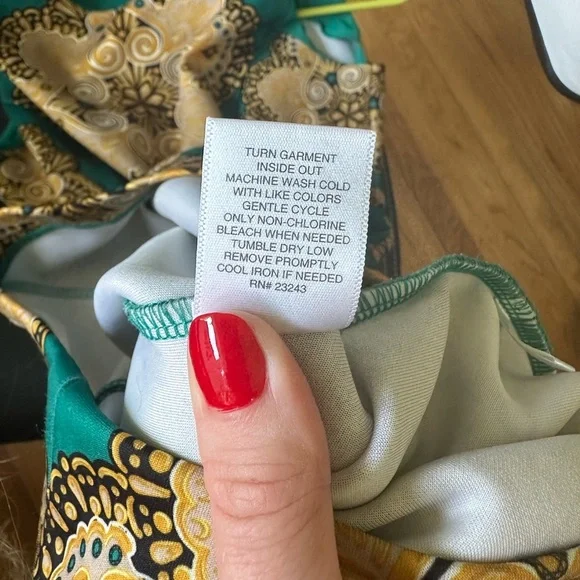 TURN GARMENT
INSIDE OUT
MACHINE WASH COLD
WITH LIKE COLORS
GENTLE CYCLE
ONLY NON-CHLORINE
BLEACH WHEN NEEDED
TUMBLE DRY LOW
REMOVE PROMPTLY
COOL IRON IF NEEDED
RN# 23243